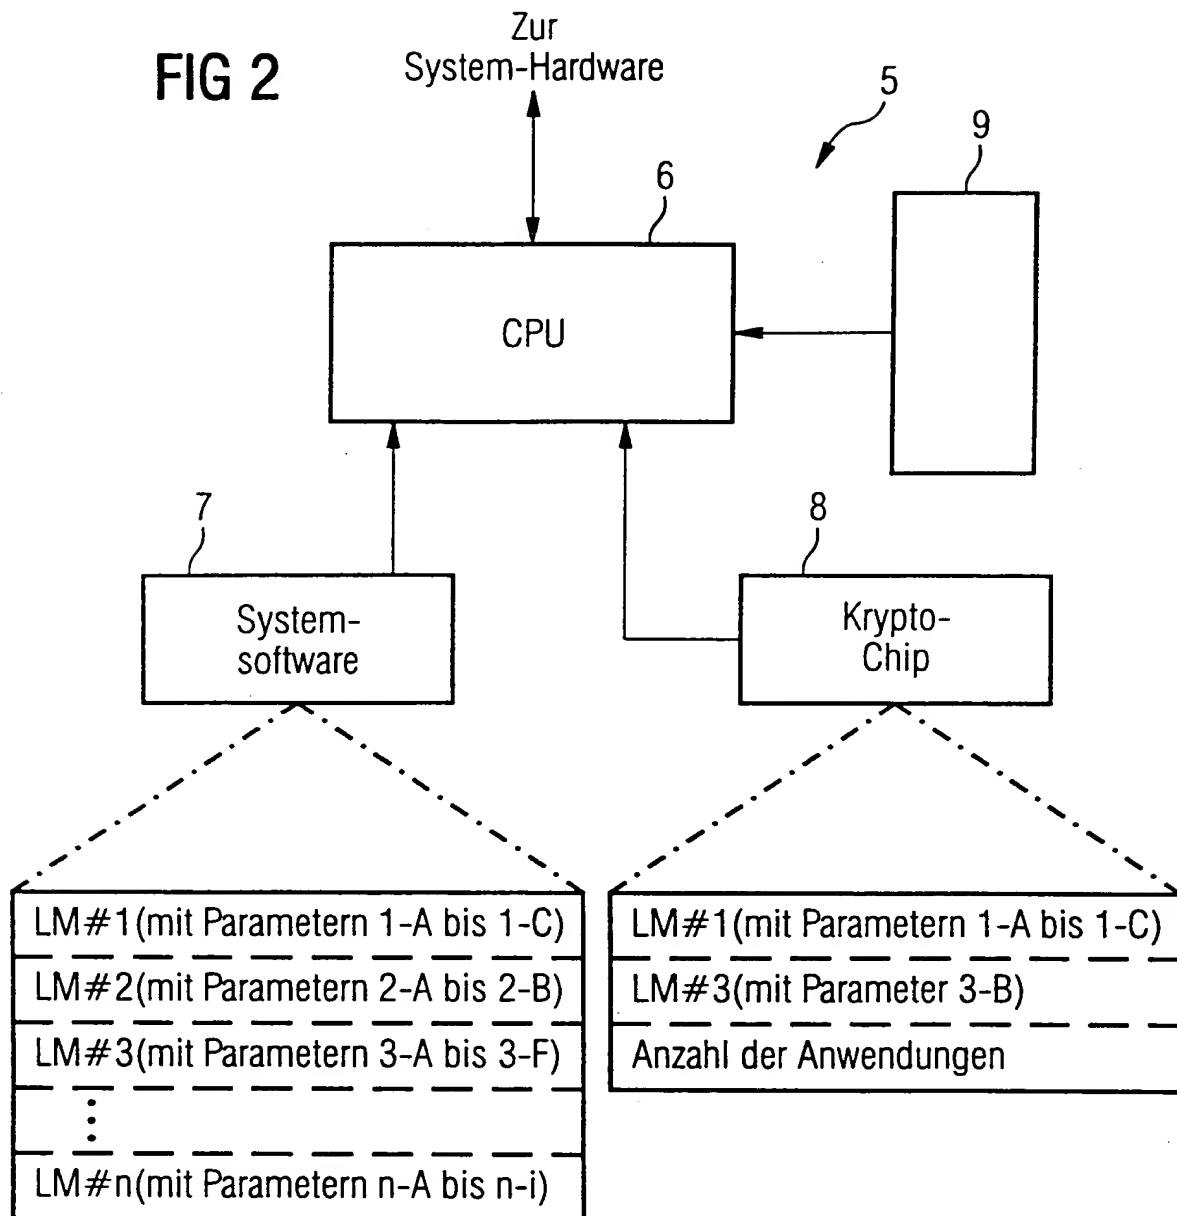 FIG 2
Zur
System-Hardware
5
9
6
CPU
7
8
System-
software
Krypto-
Chip
LM#1(mit Parametern 1-A bis 1-C)
LM#2(mit Parametern 2-A bis 2-B)
LM#3(mit Parametern 3-A bis 3-F)
⋮
LM#n(mit Parametern n-A bis n-i)
LM#1(mit Parametern 1-A bis 1-C)
LM#3(mit Parameter 3-B)
Anzahl der Anwendungen